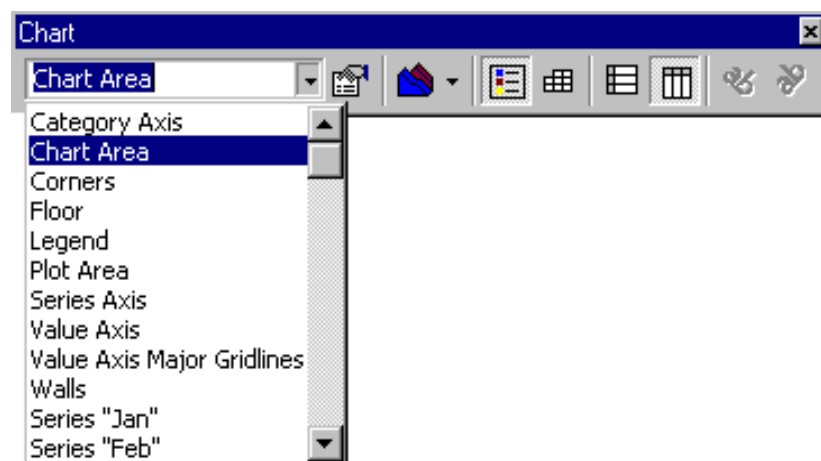 Chart
Chart Area
Category Axis
Chart Area
Corners
Floor
Legend
Plot Area
Series Axis
Value Axis
Value Axis Major Gridlines
Walls
Series "Jan"
Series "Feb"